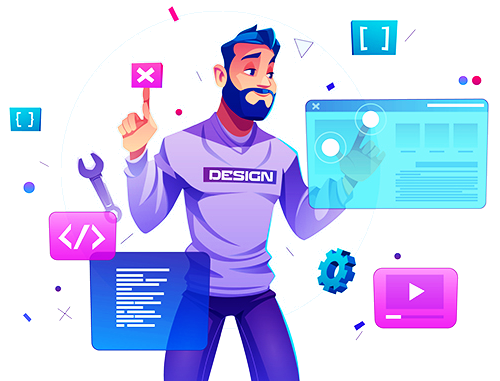 [ ]
{ }
DESIGN
</>